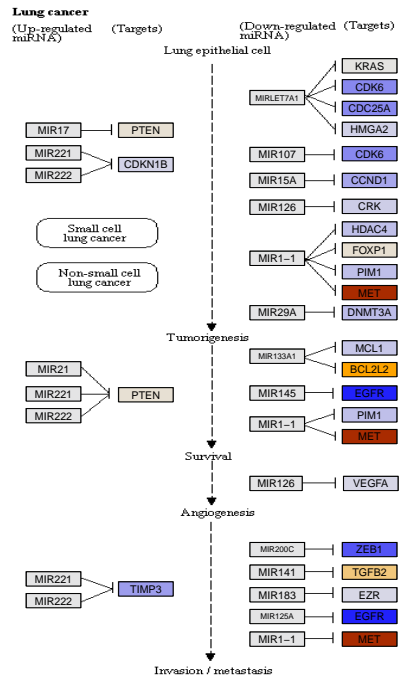 Lung cancer
(Up-regulated miRNA)
(Targets)
(Down-regulated miRNA)
(Targets)
Lung epithelial cell
MIRLET7A1
KRAS
CDK6
CDC25A
HMGA2
MIR17
PTEN
MIR221
MIR222
CDKN1B
MIR107
CDK6
MIR15A
CCND1
MIR126
CRK
Small cell
lung cancer
Non-small cell
lung cancer
MIR1-1
HDAC4
FOXP1
PIM1
MET
MIR29A
DNMT3A
Tumorigenesis
MIR133A1
MCL1
BCL2L2
MIR21
MIR221
MIR222
PTEN
MIR145
EGFR
MIR1-1
PIM1
MET
Survival
MIR126
VEGFA
Angiogenesis
MIR200C
ZEB1
MIR141
TGFB2
MIR221
MIR222
TIMP3
MIR183
EZR
MIR125A
EGFR
MIR1-1
MET
Invasion / metastasis